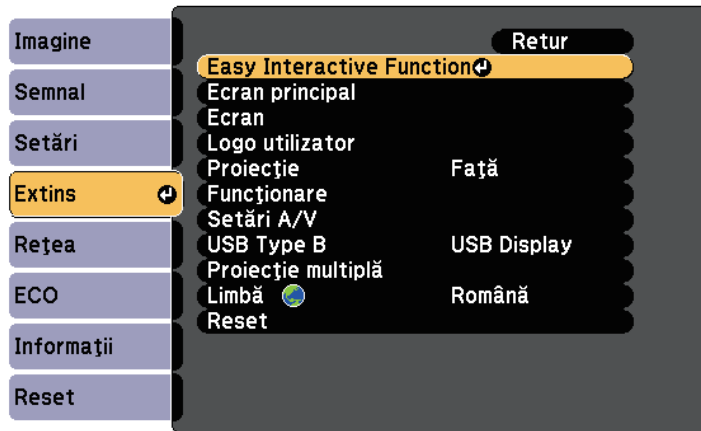 Imagine
Semnal
Setări
Extins
Reţea
ECO
Informaţii
Reset
Retur
Easy Interactive Function
Ecran principal
Ecran
Logo utilizator
Proiecţie Faţă
Funcţionare
Setări A/V
USB Type B USB Display
Proiecţie multiplă
Limbă Română
Reset